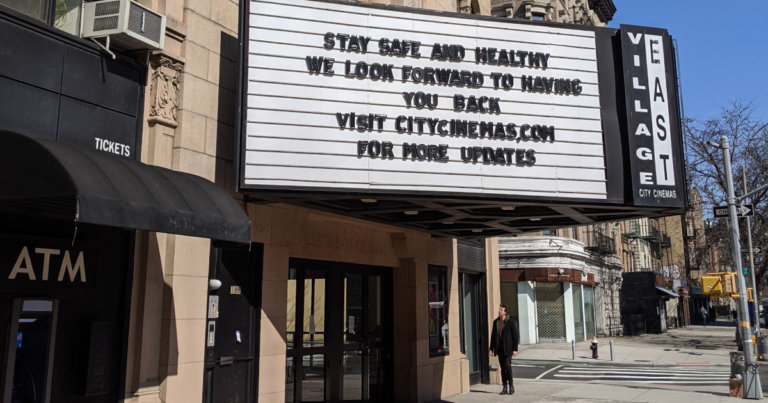 STAY SAFE AND HEALTHY
WE LOOK FORWARD TO HAVING
YOU BACK
VISIT CITYCINEMAS.COM
FOR MORE UPDATES
VILLAGE
EAST
CITY CINEMAS
TICKETS
ATM